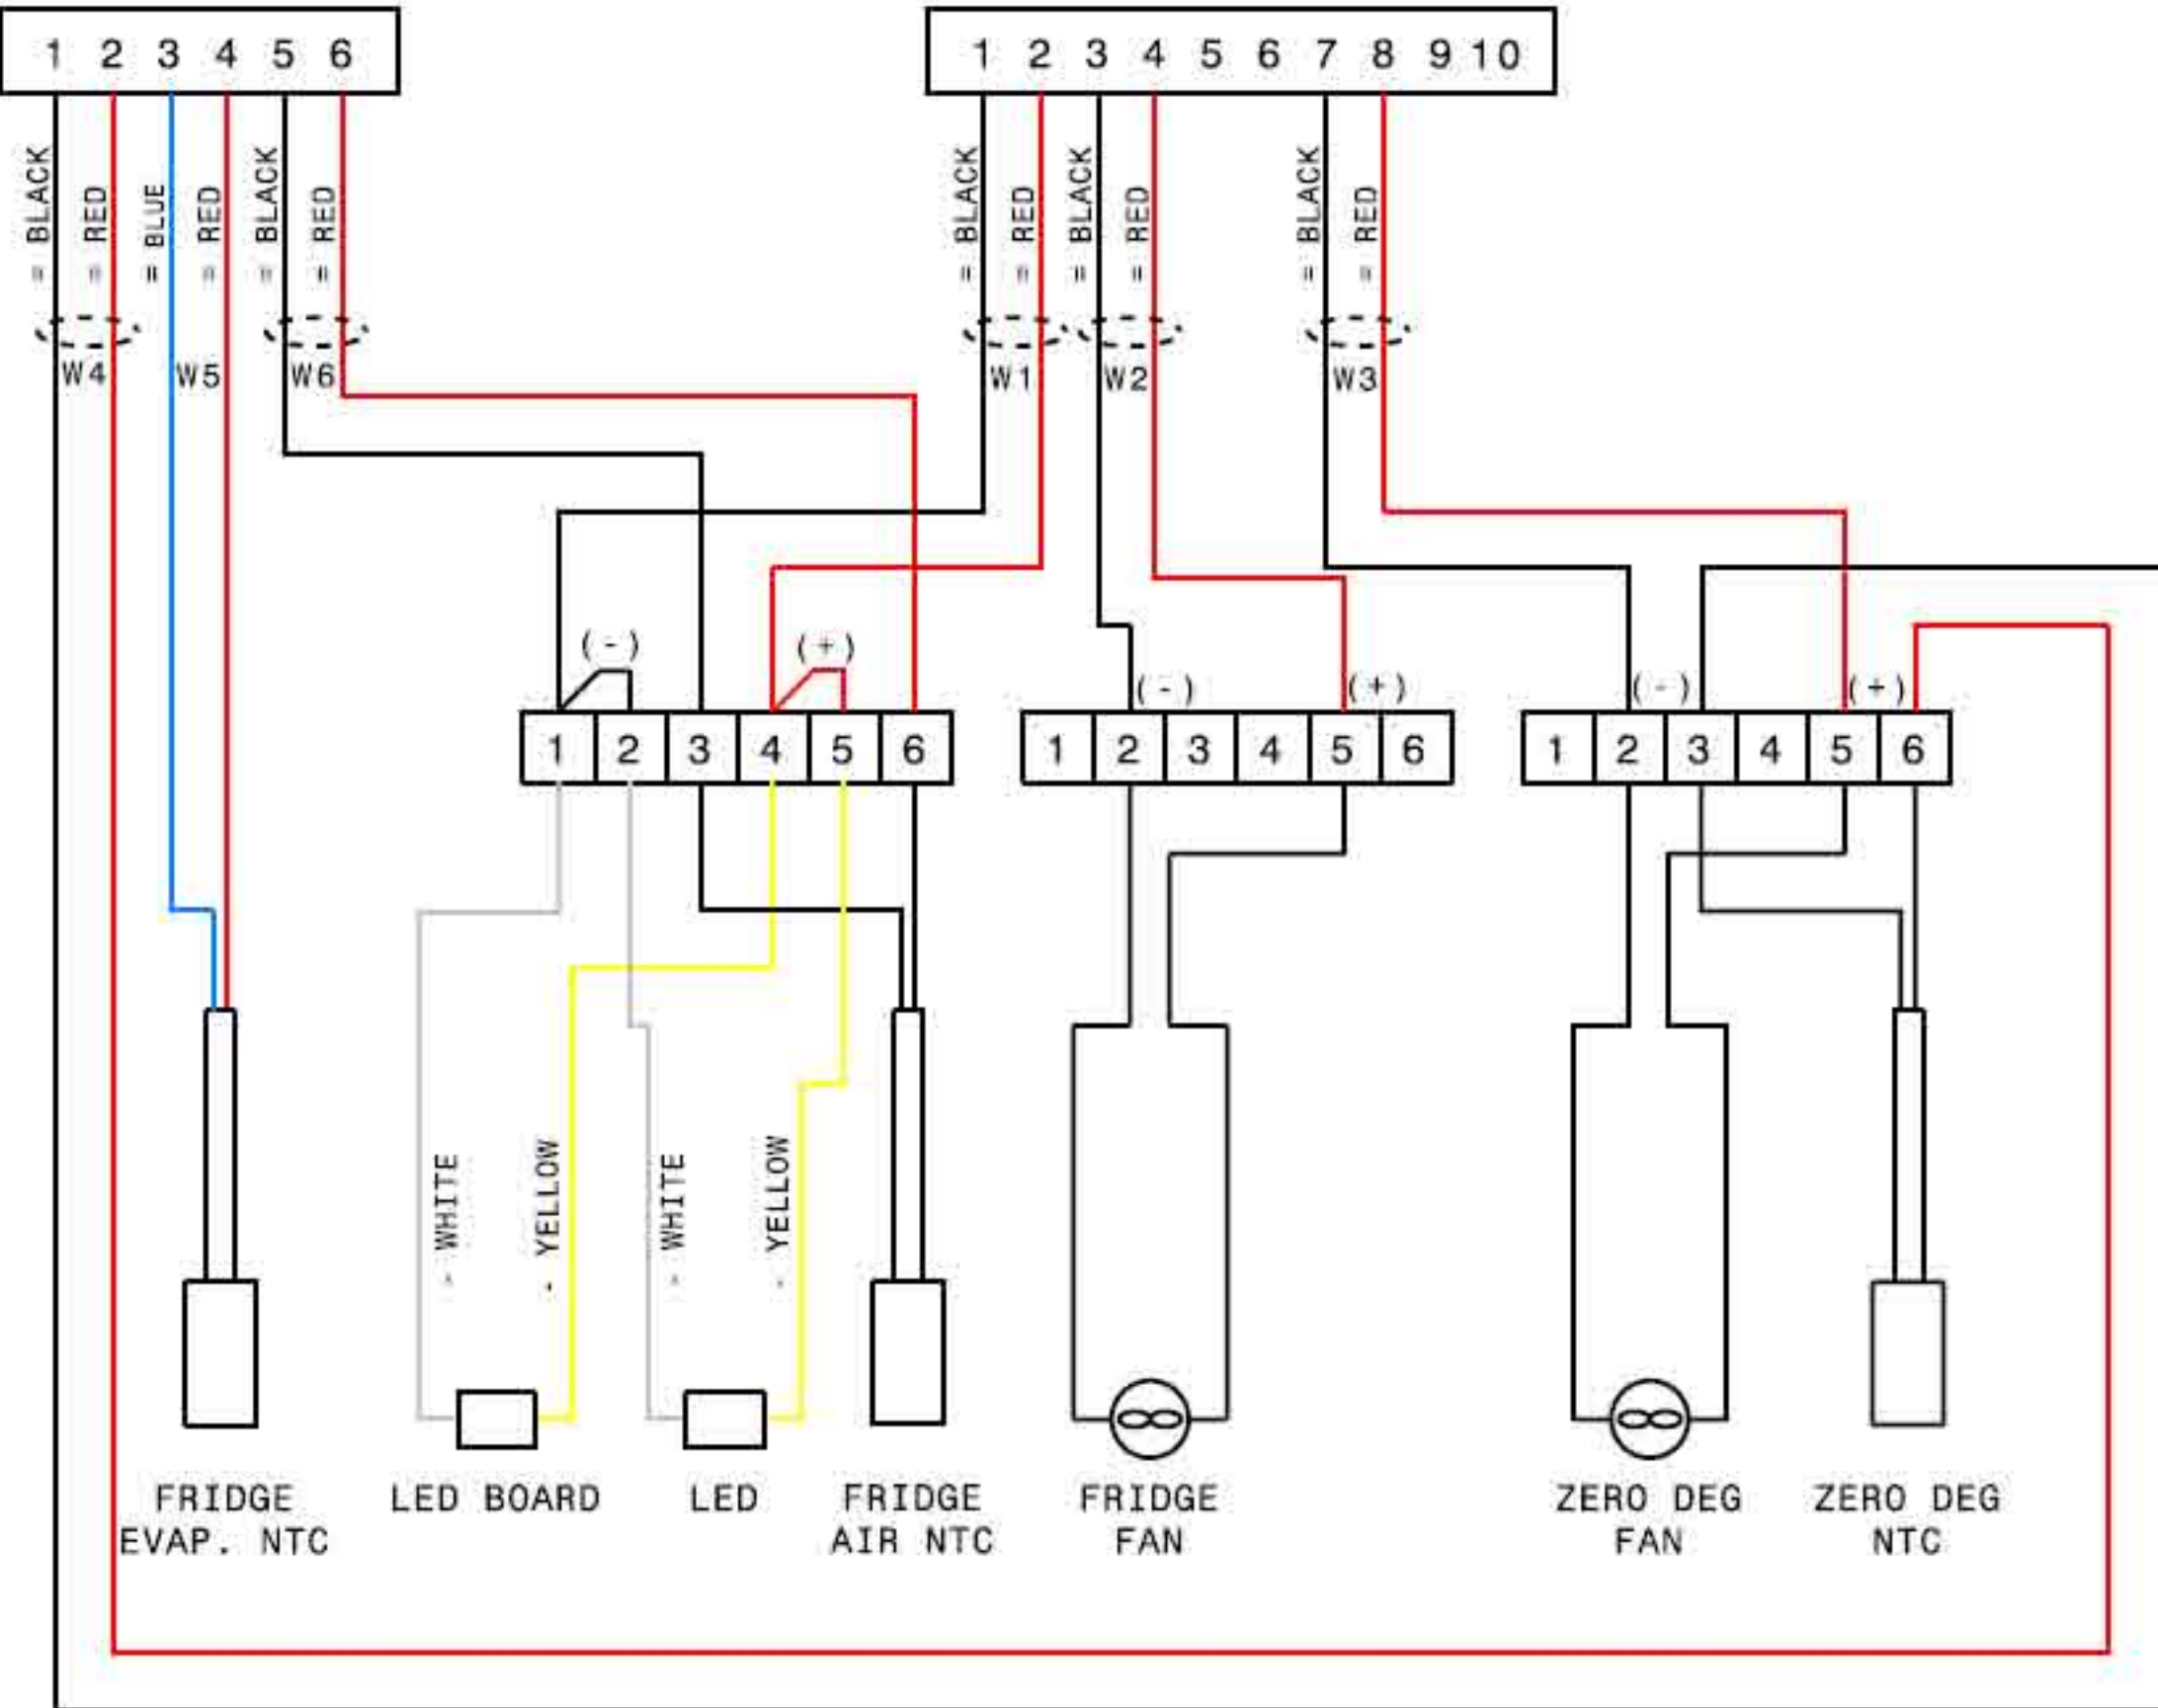 1 2 3 4 5 6
1 2 3 4 5 6 7 8 9 10
= BLACK
= RED
= BLUE
= RED
= BLACK
= RED
= BLACK
= RED
= BLACK
= RED
= BLACK
= RED
W4
W5
W6
W1
W2
W3
(-)
(+)
(-)
(+)
(-)
(+)
1 2 3 4 5 6
1 2 3 4 5 6
1 2 3 4 5 6
- WHITE
- YELLOW
- WHITE
- YELLOW
FRIDGE
EVAP. NTC
LED BOARD
LED
FRIDGE
AIR NTC
FRIDGE
FAN
ZERO DEG
FAN
ZERO DEG
NTC